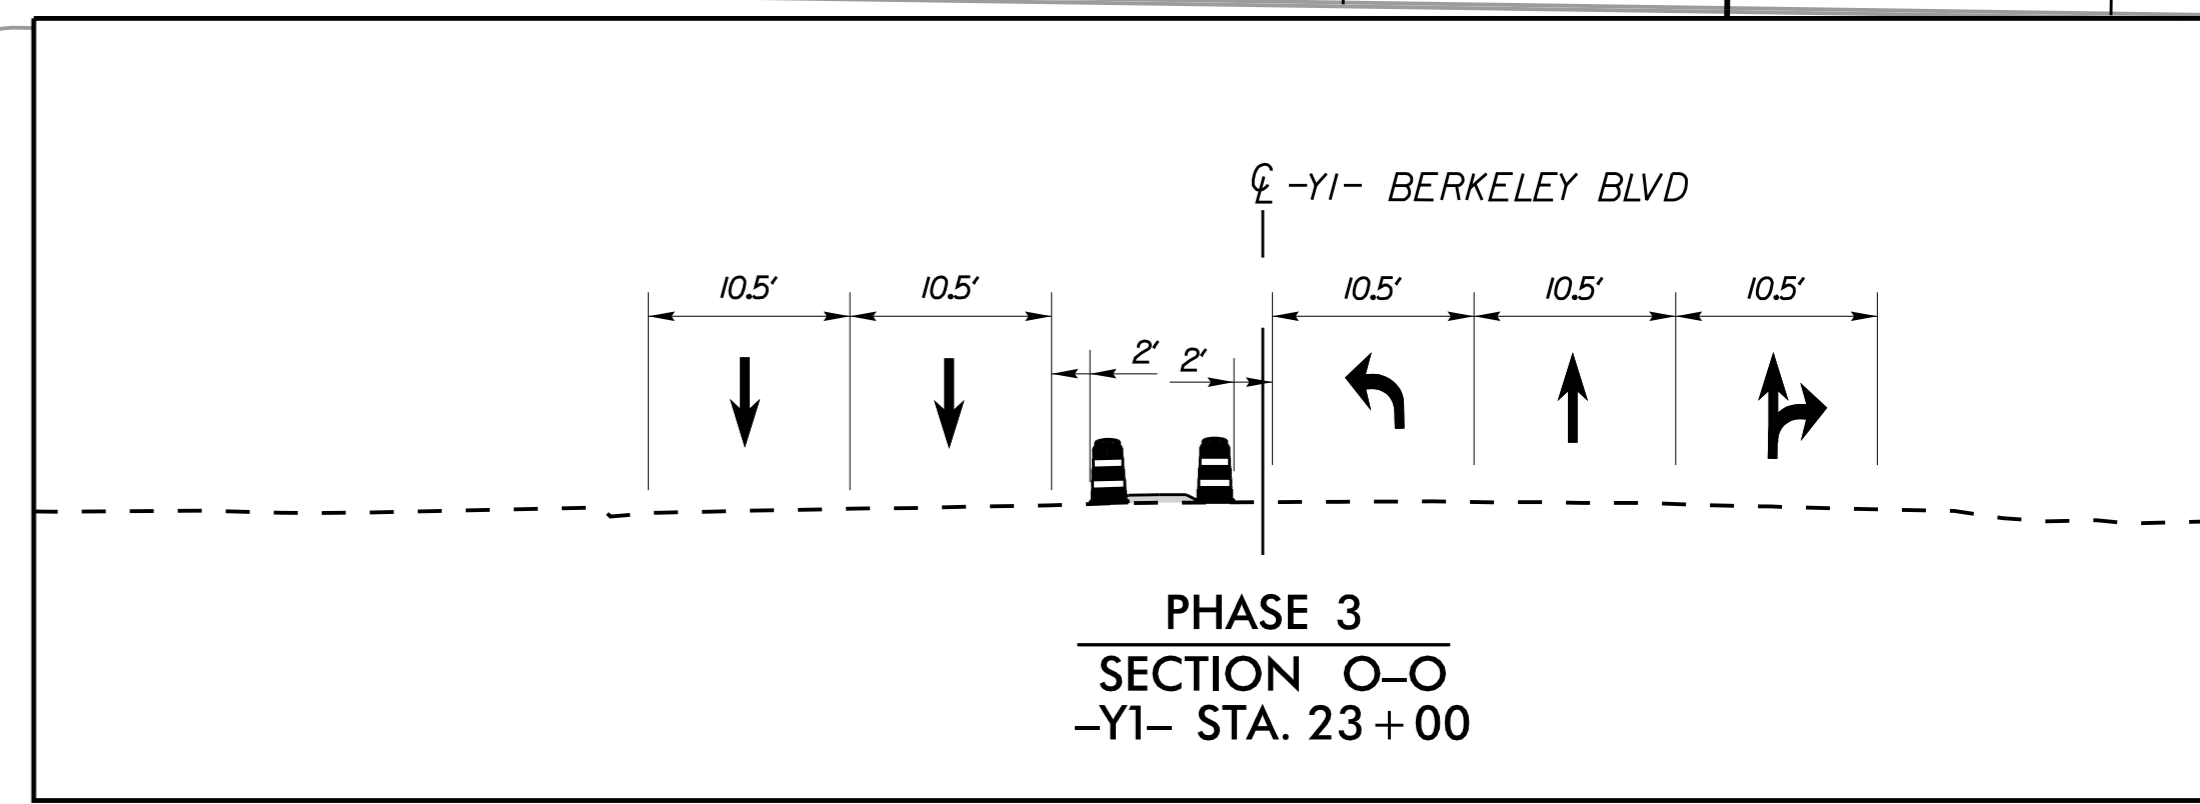 ℄ -Y1- BERKELEY BLVD
10.5' 10.5' 10.5' 10.5' 10.5'
2' 2'
PHASE 3
SECTION O-O
-Y1- STA. 23+00